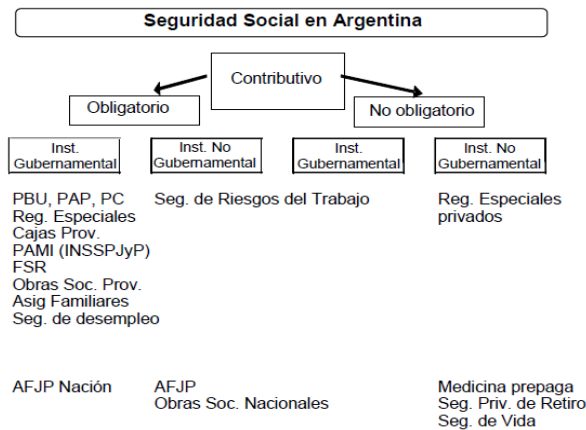 Seguridad Social en Argentina
Contributivo
Obligatorio
No obligatorio
Inst.
Gubernamental
Inst. No
Gubernamental
Inst.
Gubernamental
Inst. No
Gubernamental
PBU, PAP, PC
Reg. Especiales
Cajas Prov.
PAMI (INSSPJyP)
FSR
Obras Soc. Prov.
Asig Familiares
Seg. de desempleo
Seg. de Riesgos del Trabajo
Reg. Especiales
privados
AFJP Nación
AFJP
Obras Soc. Nacionales
Medicina prepaga
Seg. Priv. de Retiro
Seg. de Vida